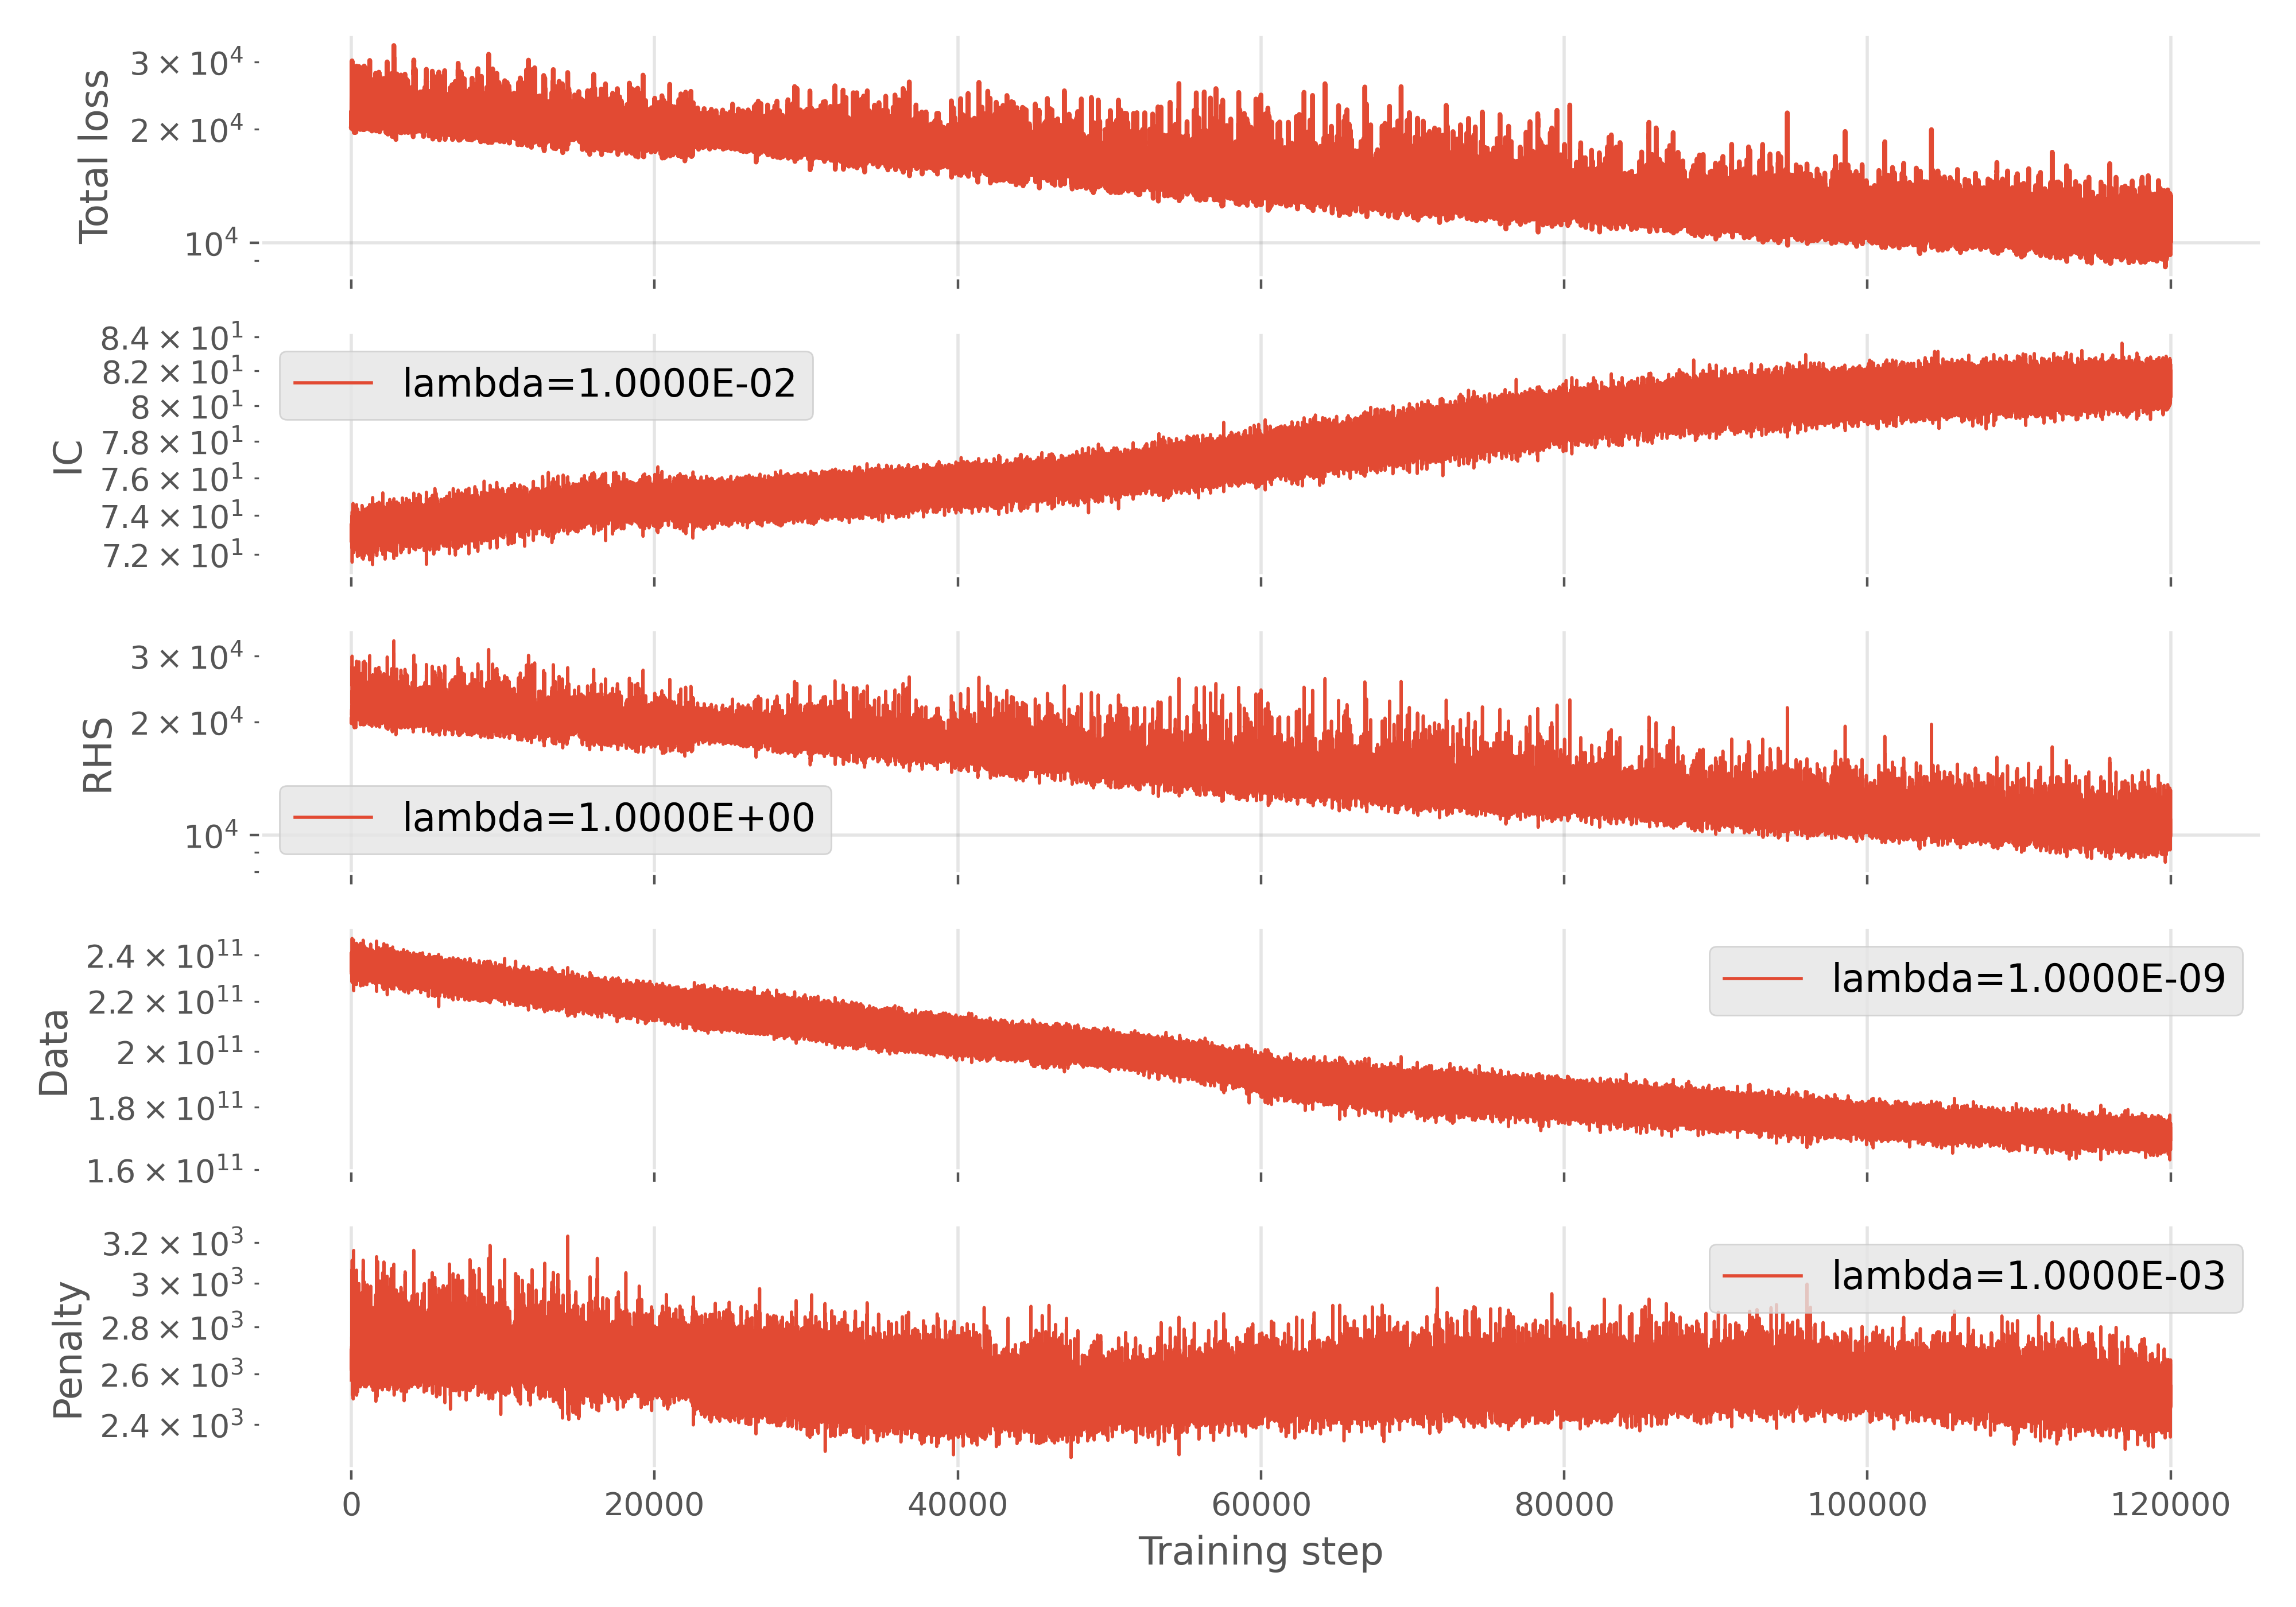 Total loss
3 × 10⁴
2 × 10⁴
10⁴
IC
8.4 × 10¹
8.2 × 10¹
8 × 10¹
7.8 × 10¹
7.6 × 10¹
7.4 × 10¹
7.2 × 10¹
lambda=1.0000E-02
RHS
3 × 10⁴
2 × 10⁴
10⁴
lambda=1.0000E+00
Data
2.4 × 10¹¹
2.2 × 10¹¹
2 × 10¹¹
1.8 × 10¹¹
1.6 × 10¹¹
lambda=1.0000E-09
Penalty
3.2 × 10³
3 × 10³
2.8 × 10³
2.6 × 10³
2.4 × 10³
lambda=1.0000E-03
0 20000 40000 60000 80000 100000 120000
Training step